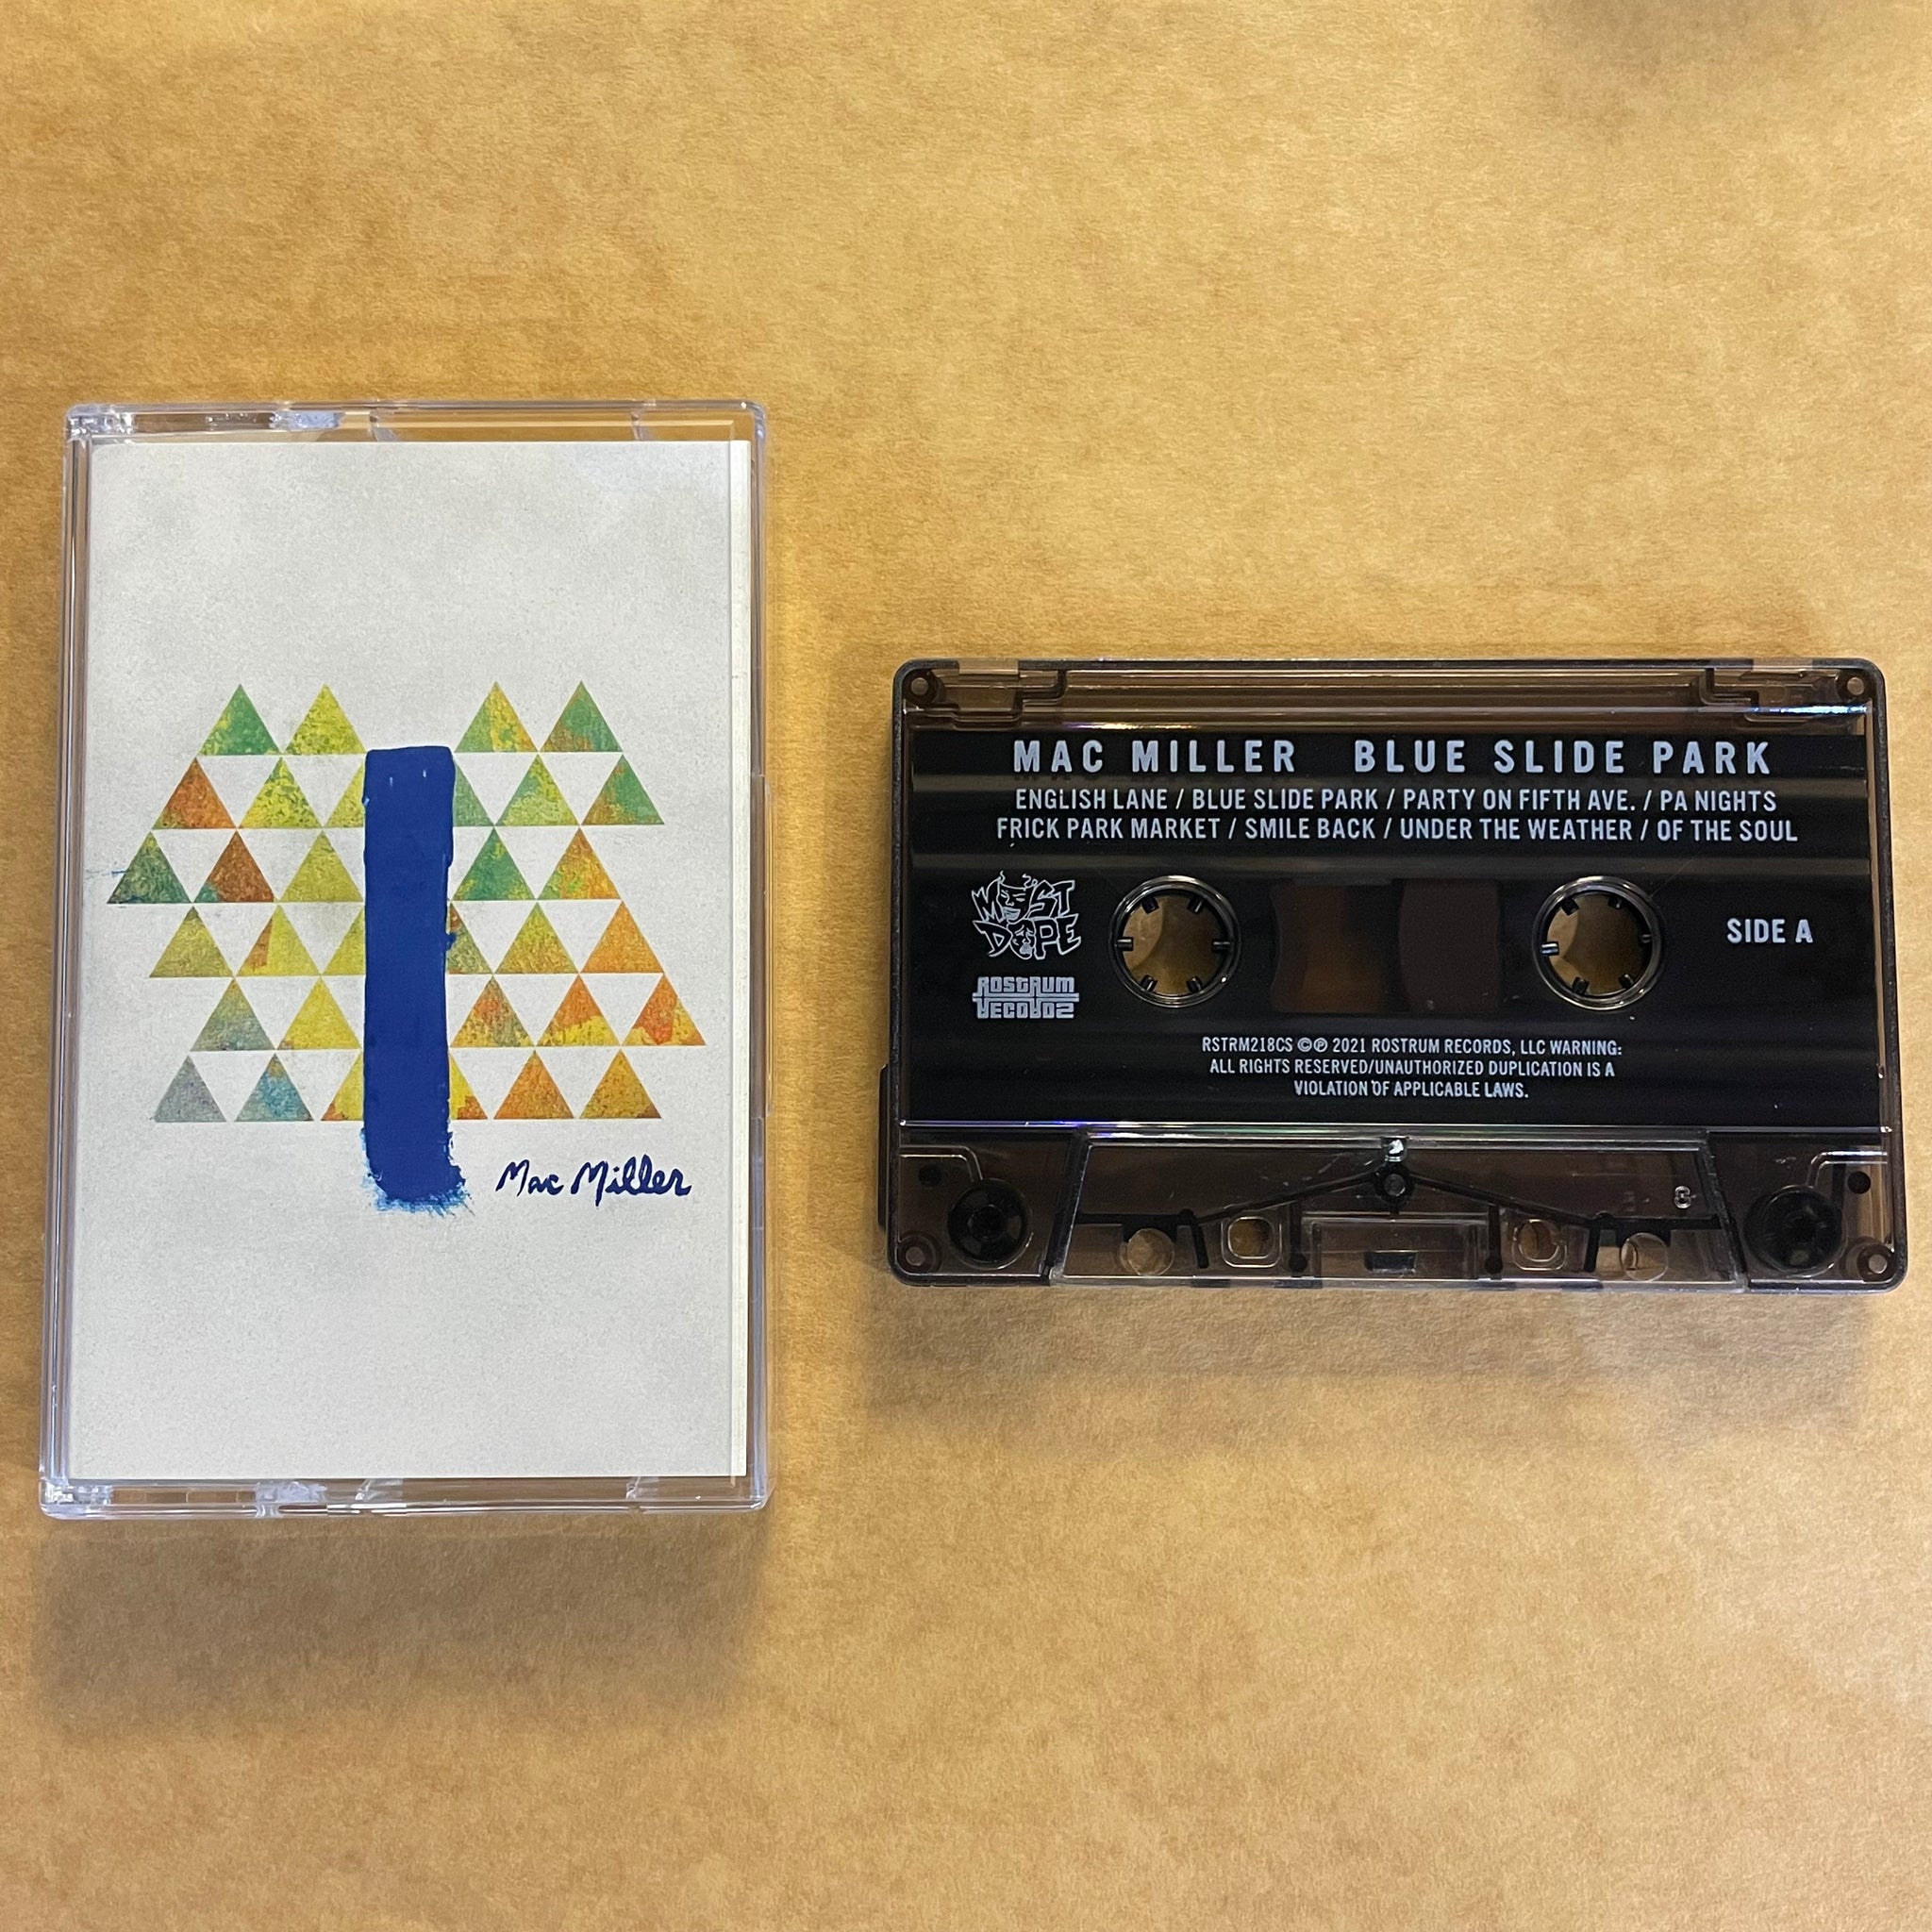 Mac Miller
MAC MILLER BLUE SLIDE PARK
ENGLISH LANE / BLUE SLIDE PARK / PARTY ON FIFTH AVE. / PA NIGHTS
FRICK PARK MARKET / SMILE BACK / UNDER THE WEATHER / OF THE SOUL
MOST
DOPE
ROSTRUM
RECORDS
SIDE A
RSTRM218CS ©℗ 2021 ROSTRUM RECORDS, LLC WARNING:
ALL RIGHTS RESERVED/UNAUTHORIZED DUPLICATION IS A
VIOLATION OF APPLICABLE LAWS.